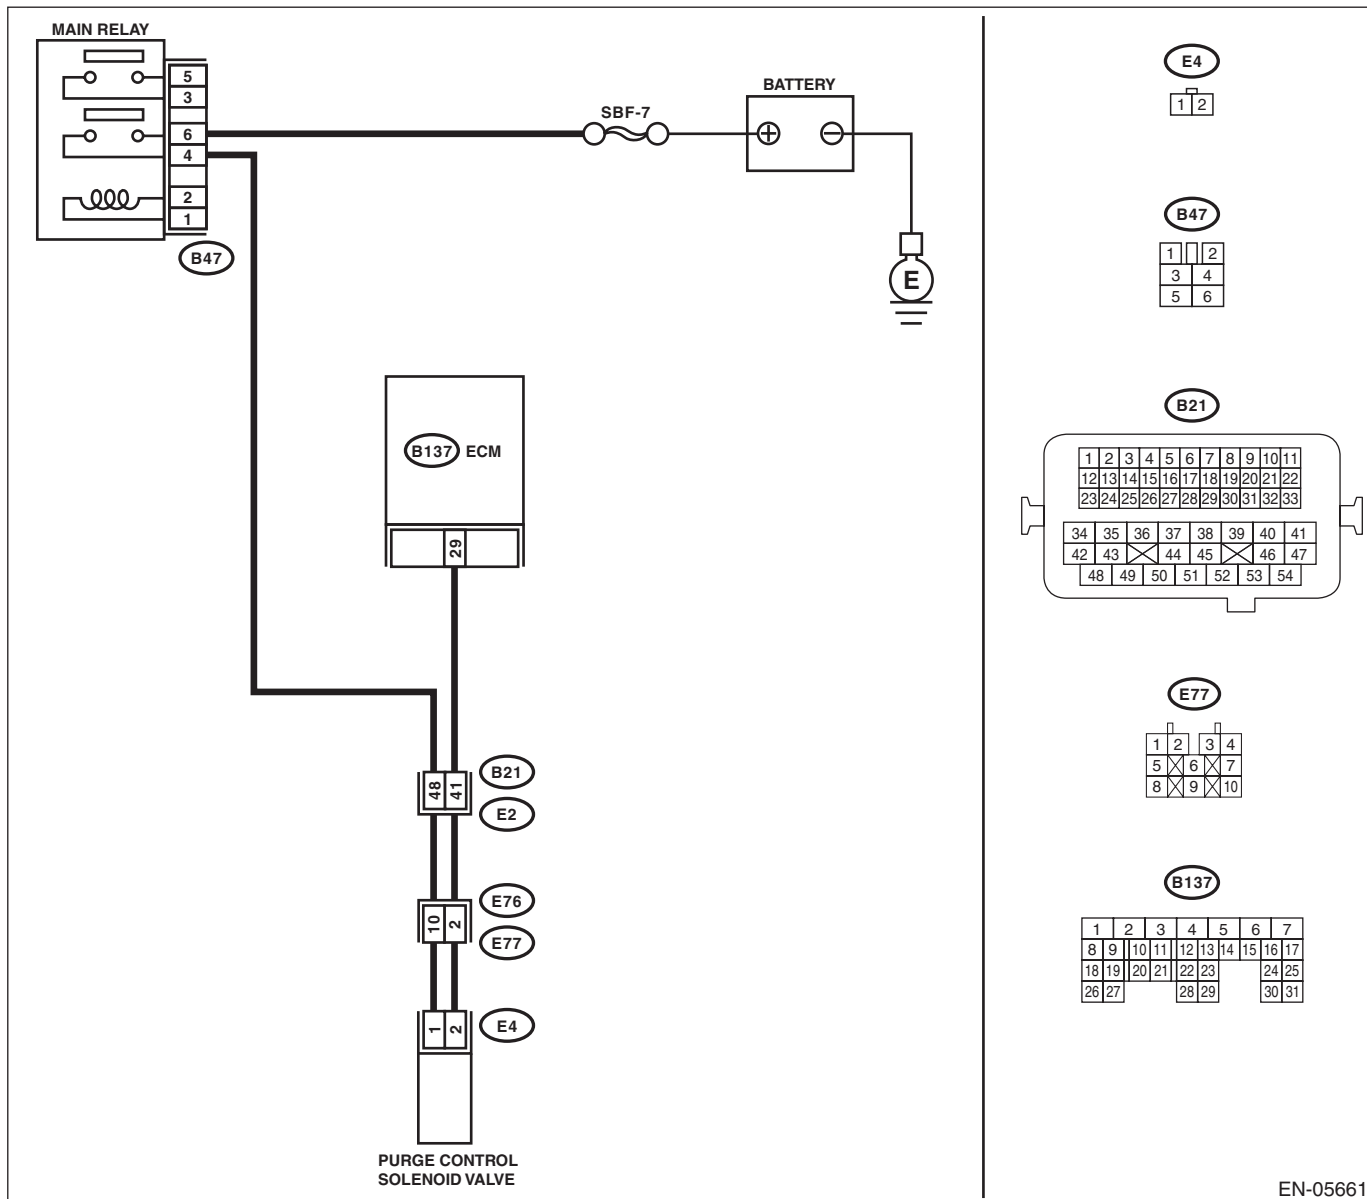 MAIN RELAY
5
3
6
4
2
1
B47
SBF-7
BATTERY
E
B137 ECM
29
48 41
B21
E2
10 2
E76
E77
1 2
E4
PURGE CONTROL
SOLENOID VALVE
E4
1 2
B47
1 2
3 4
5 6
B21
1 2 3 4 5 6 7 8 9 10 11
12 13 14 15 16 17 18 19 20 21 22
23 24 25 26 27 28 29 30 31 32 33
34 35 36 37 38 39 40 41
42 43 44 45 46 47
48 49 50 51 52 53 54
E77
1 2 3 4
5 6 7
8 9 10
B137
1 2 3 4 5 6 7
8 9 10 11 12 13 14 15 16 17
18 19 20 21 22 23 24 25
26 27 28 29 30 31
EN-05661